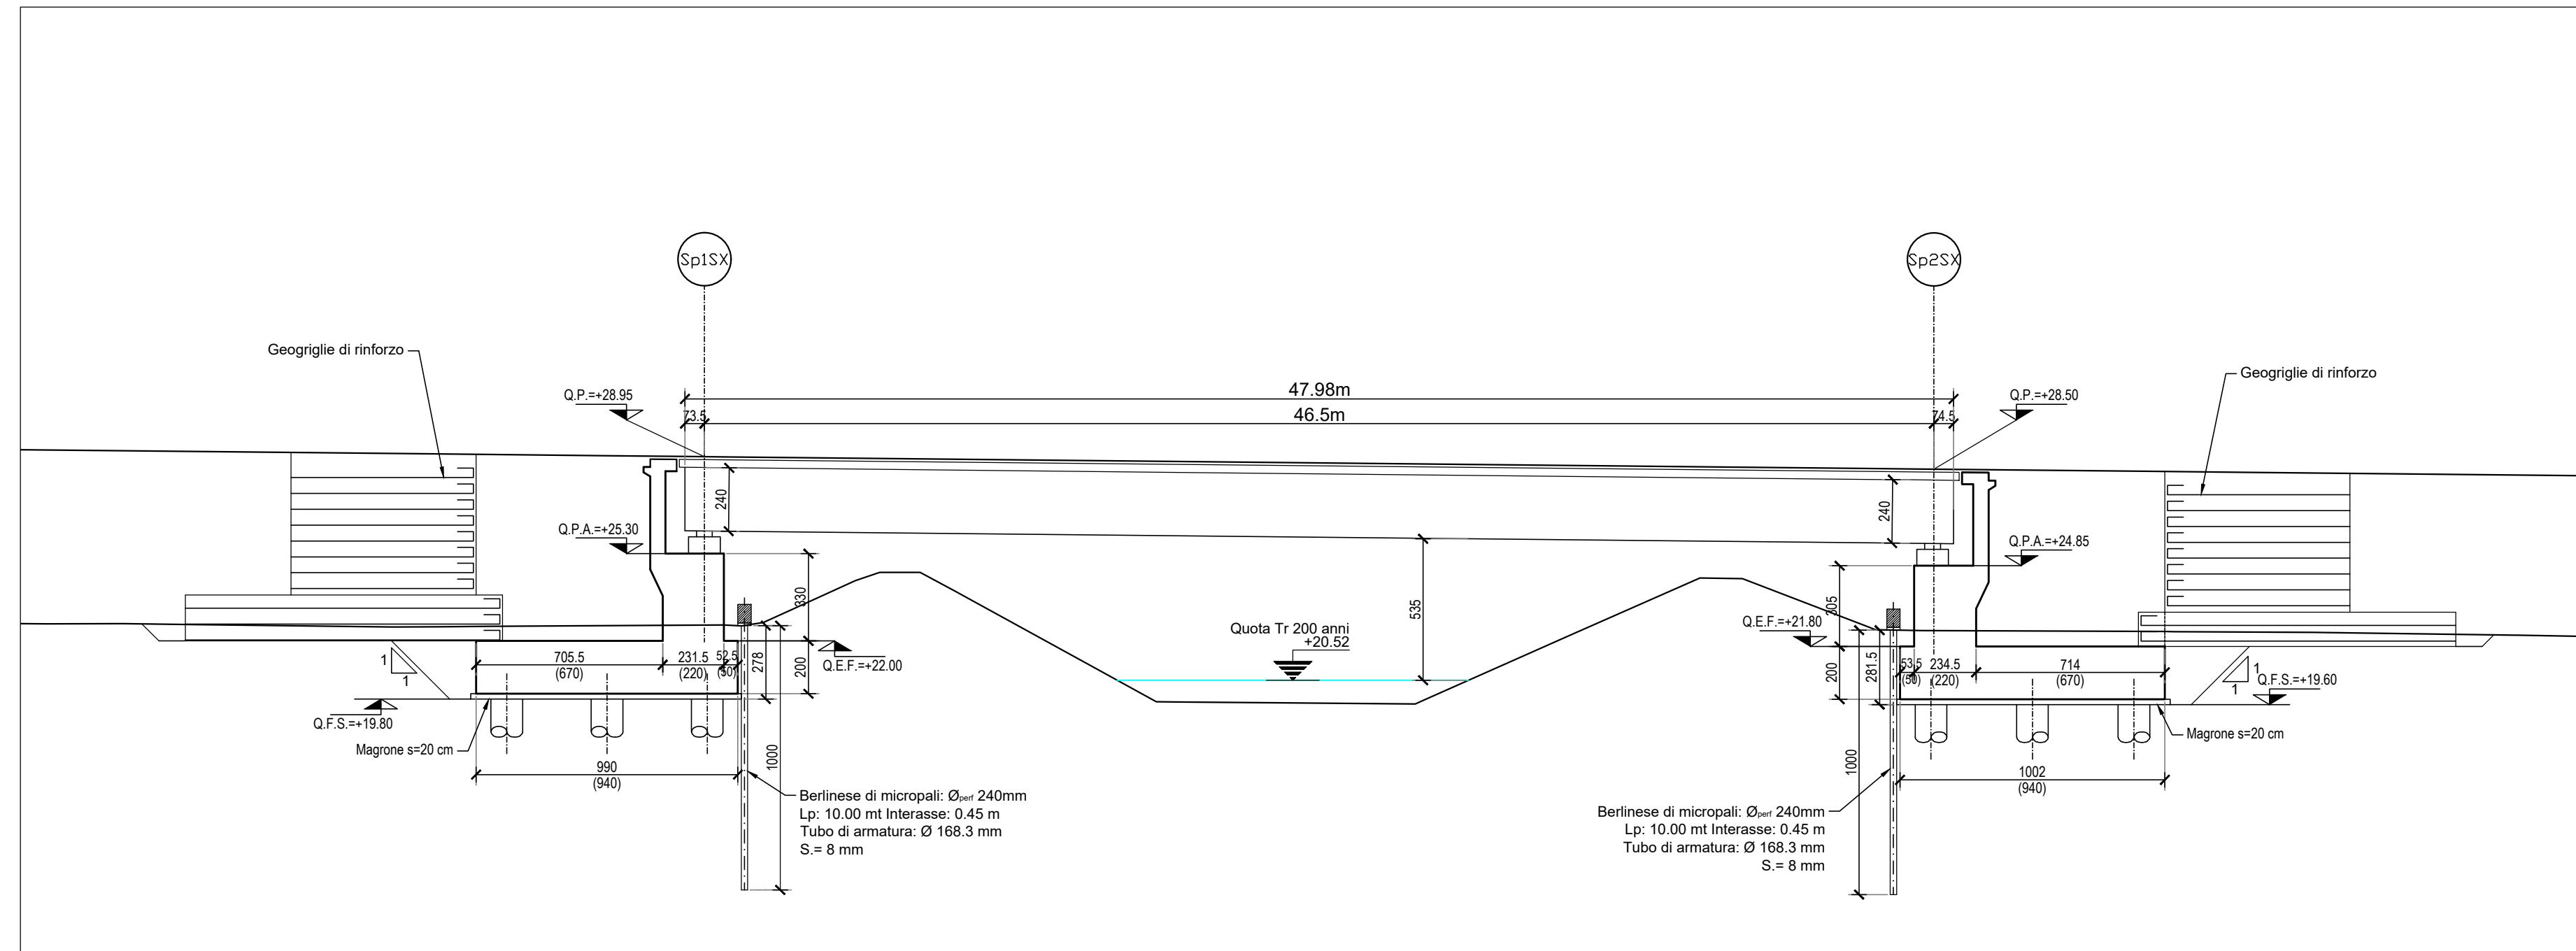 Sp1SX
Sp2SX
Geogriglie di rinforzo
Geogriglie di rinforzo
47.98m
Q.P.=+28.95
Q.P.=+28.50
73.5
46.5m
74.5
240
240
Q.P.A.=+25.30
Q.P.A.=+24.85
330
305
535
Quota Tr 200 anni
+20.52
Q.E.F.=+21.80
Q.E.F.=+22.00
1
1
705.5
(670)
231.5
(220)
52.5
(50)
278
200
200
281.5
53.5
(50)
234.5
(220)
714
(670)
1
1
Q.F.S.=+19.60
Q.F.S.=+19.80
Magrone s=20 cm
Magrone s=20 cm
1000
1000
990
(940)
1002
(940)
Berlinese di micropali: Øperf 240mm
Lp: 10.00 mt Interasse: 0.45 m
Tubo di armatura: Ø 168.3 mm
S.= 8 mm
Berlinese di micropali: Øperf 240mm
Lp: 10.00 mt Interasse: 0.45 m
Tubo di armatura: Ø 168.3 mm
S.= 8 mm